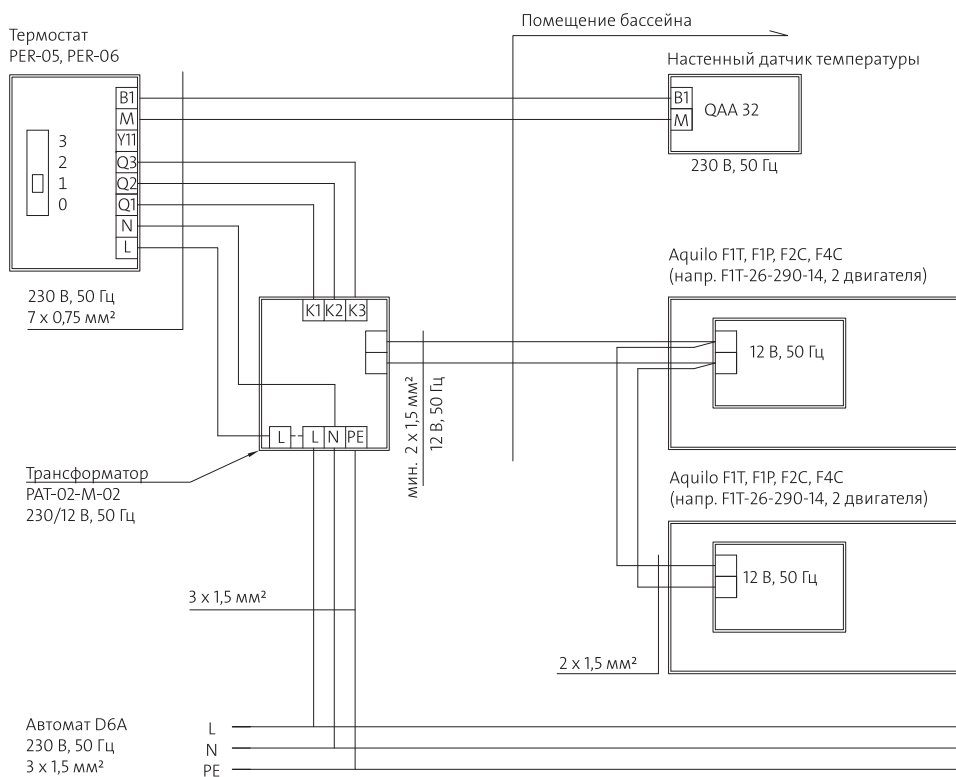 Помещение бассейна
Термостат
PER-05, PER-06
Настенный датчик температуры
B1
M
Y11
Q3
Q2
Q1
N
L
3
2
1
0
B1
M
QAA 32
230 В, 50 Гц
230 В, 50 Гц
7 x 0,75 мм²
Aquilo F1T, F1P, F2C, F4C
(напр. F1T-26-290-14, 2 двигателя)
K1 K2 K3
12 В, 50 Гц
мин. 2 x 1,5 мм²
12 В, 50 Гц
L L N PE
Трансформатор
PAT-02-M-02
230/12 В, 50 Гц
Aquilo F1T, F1P, F2C, F4C
(напр. F1T-26-290-14, 2 двигателя)
12 В, 50 Гц
3 x 1,5 мм²
2 x 1,5 мм²
Автомат D6A
230 В, 50 Гц
3 x 1,5 мм²
L
N
PE